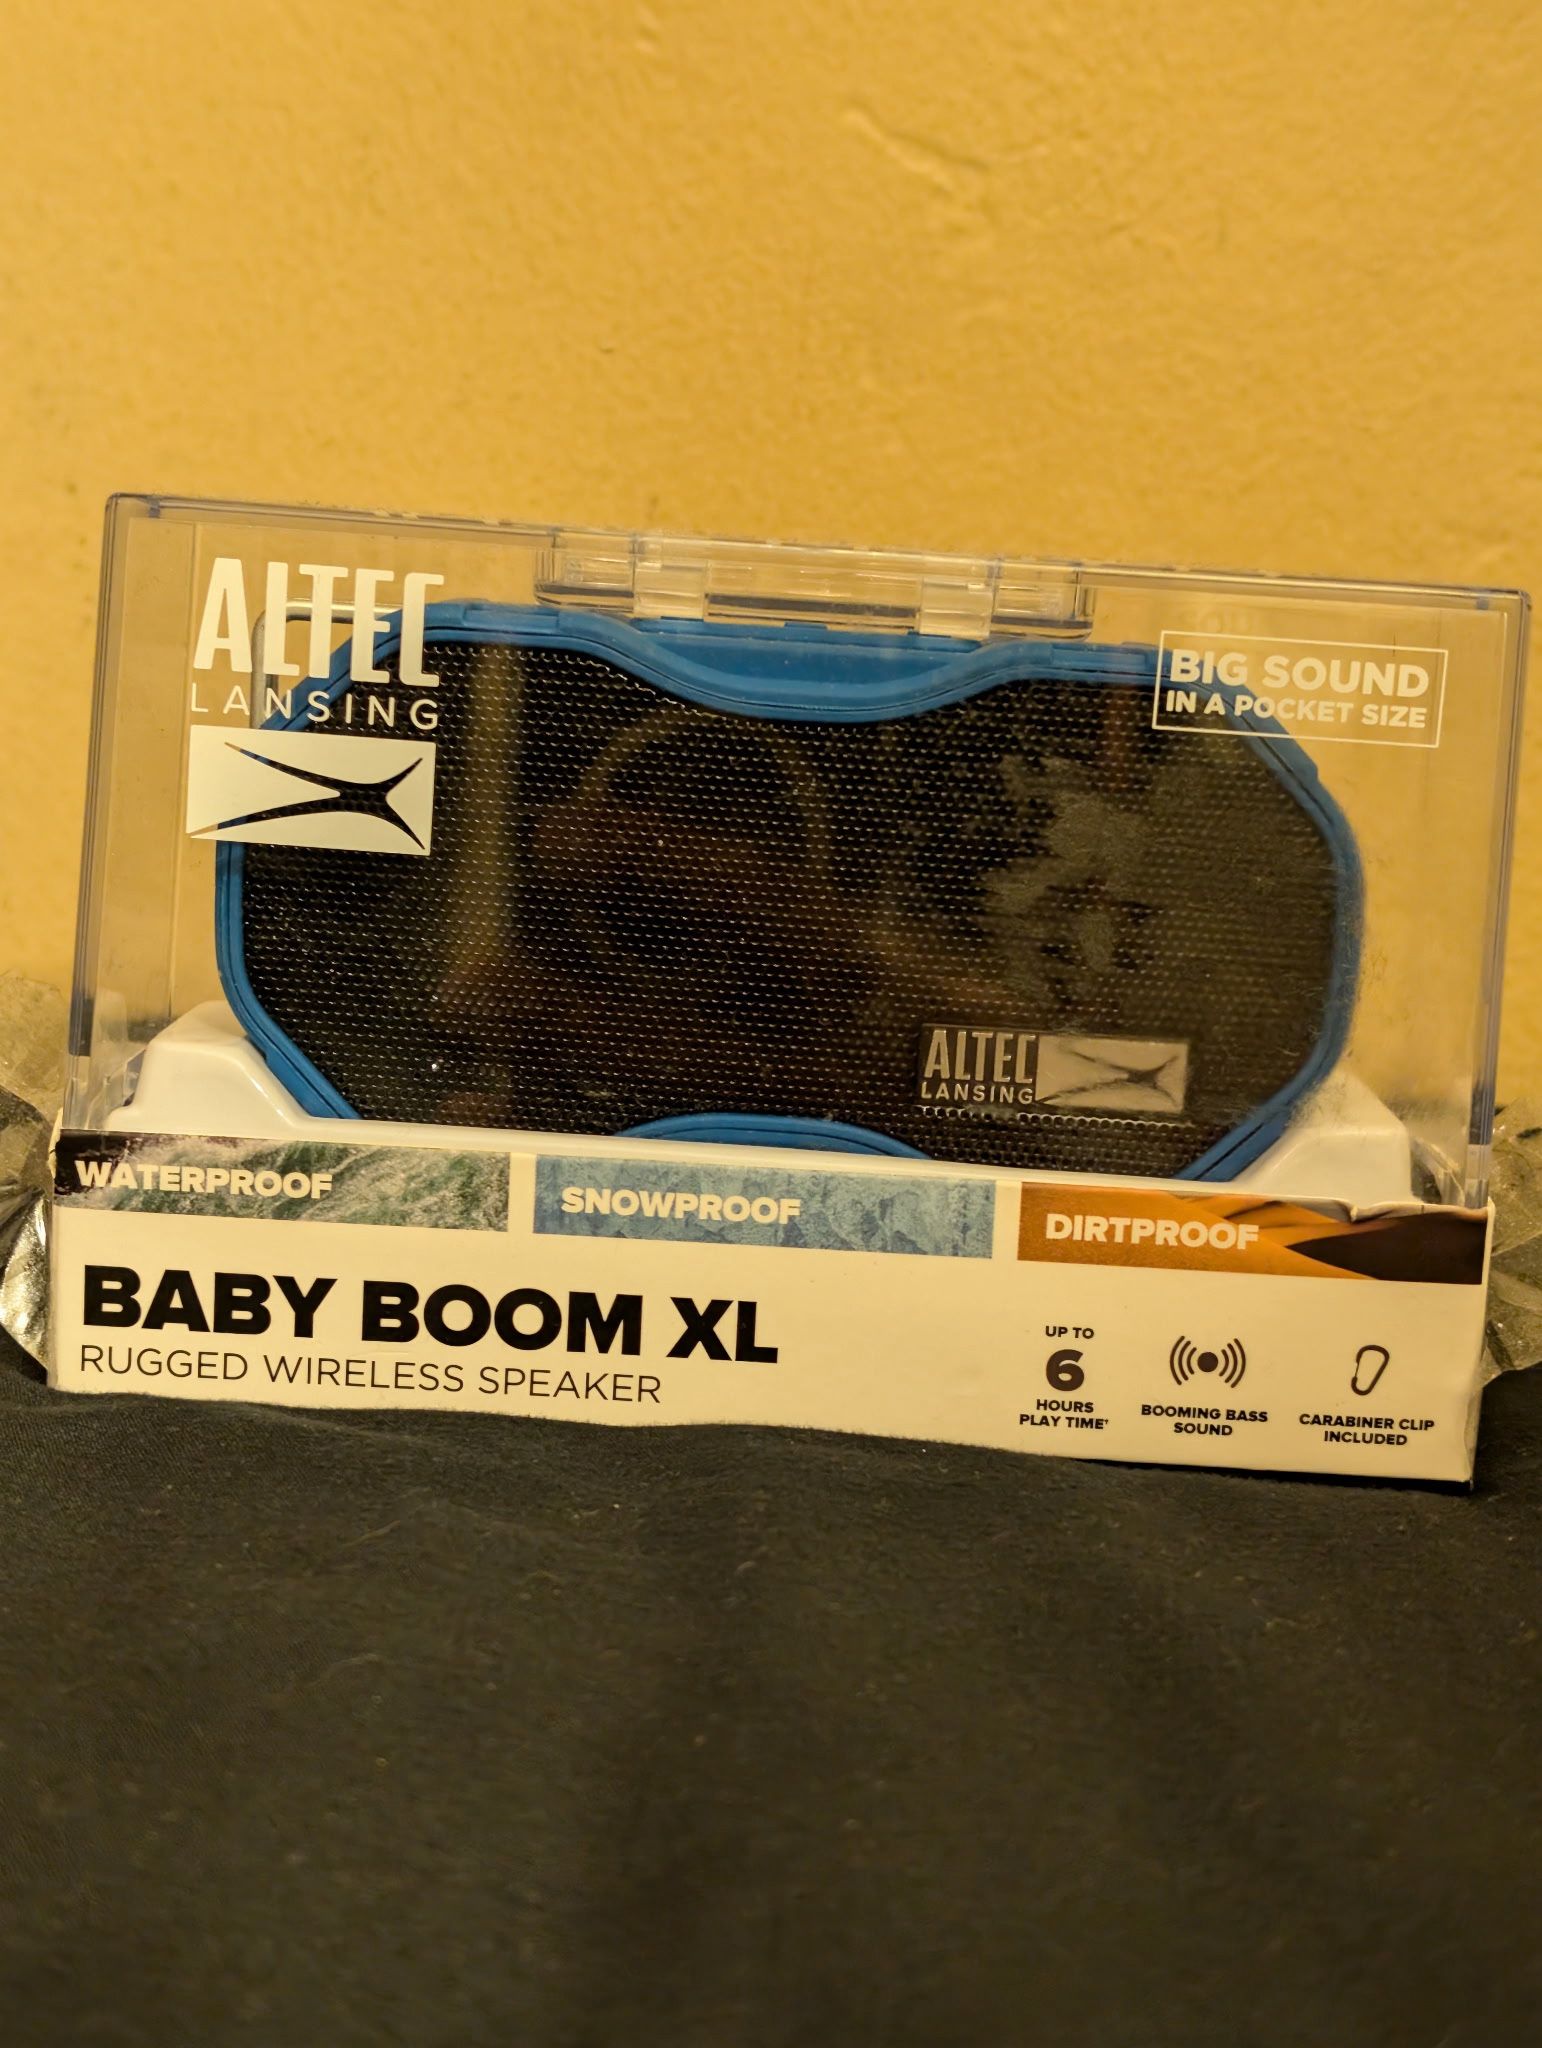 ALTEC
LANSING
BIG SOUND
IN A POCKET SIZE
ALTEC
LANSING
WATERPROOF
SNOWPROOF
DIRTPROOF
BABY BOOM XL
RUGGED WIRELESS SPEAKER
UP TO
6
HOURS
PLAY TIME†
BOOMING BASS
SOUND
CARABINER CLIP
INCLUDED